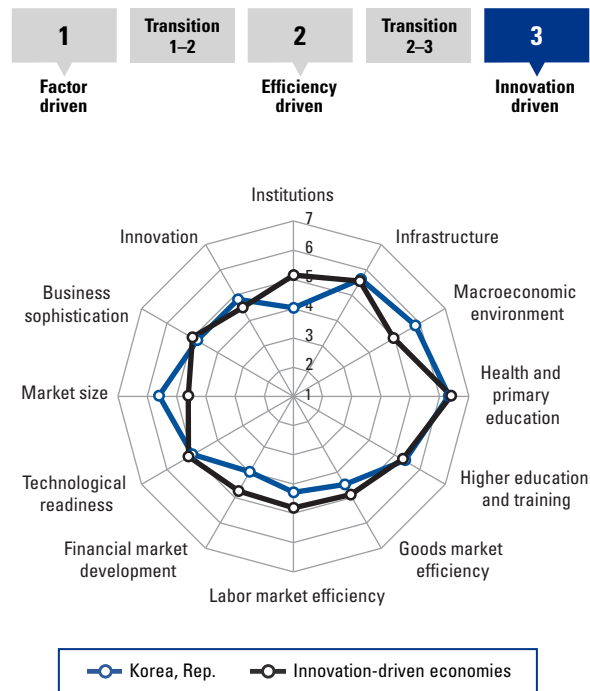 1
Transition
1–2
2
Transition
2–3
3
Factor
driven
Efficiency
driven
Innovation
driven
Institutions
7
Innovation
Infrastructure
6
5
Business
sophistication
Macroeconomic
environment
4
3
2
1
Market size
Health and
primary
education
Technological
readiness
Higher education
and training
Financial market
development
Goods market
efficiency
Labor market efficiency
Korea, Rep.
Innovation-driven economies